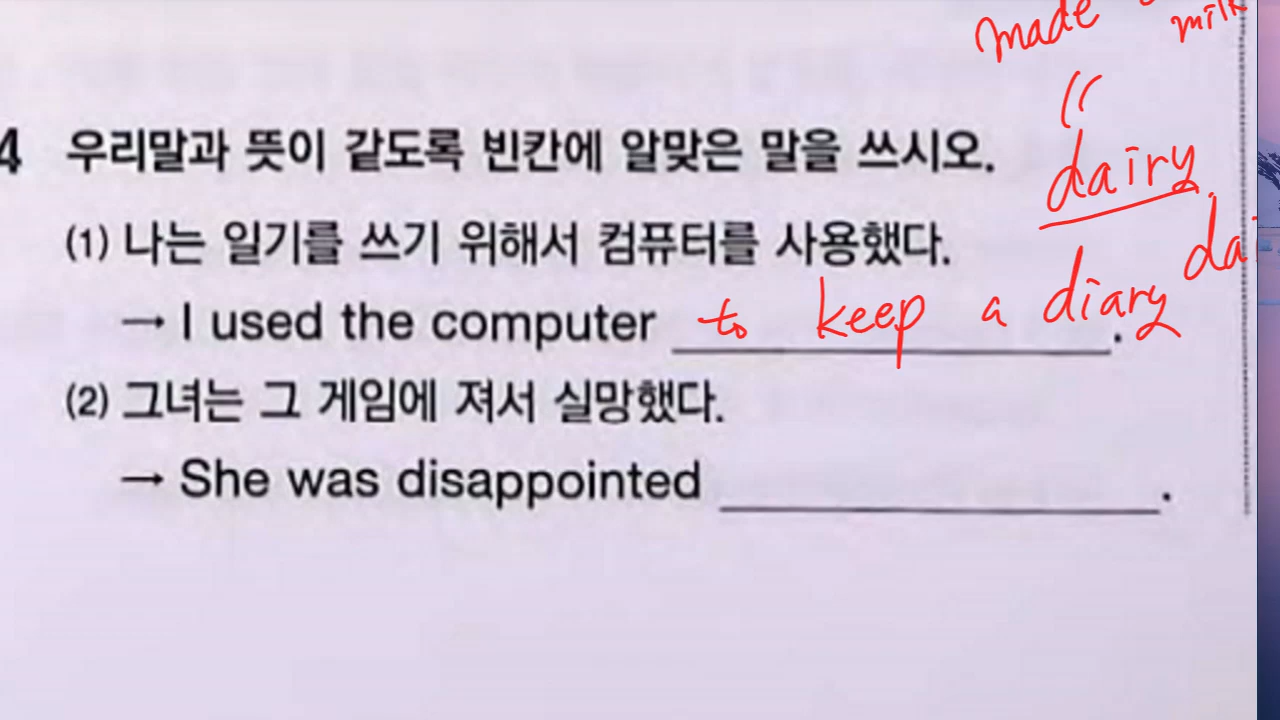 made milk
dairy
4 우리말과 뜻이 같도록 빈칸에 알맞은 말을 쓰시오.
(1) 나는 일기를 쓰기 위해서 컴퓨터를 사용했다.
→ I used the computer to keep a diary.
(2) 그녀는 그 게임에 져서 실망했다.
→ She was disappointed .